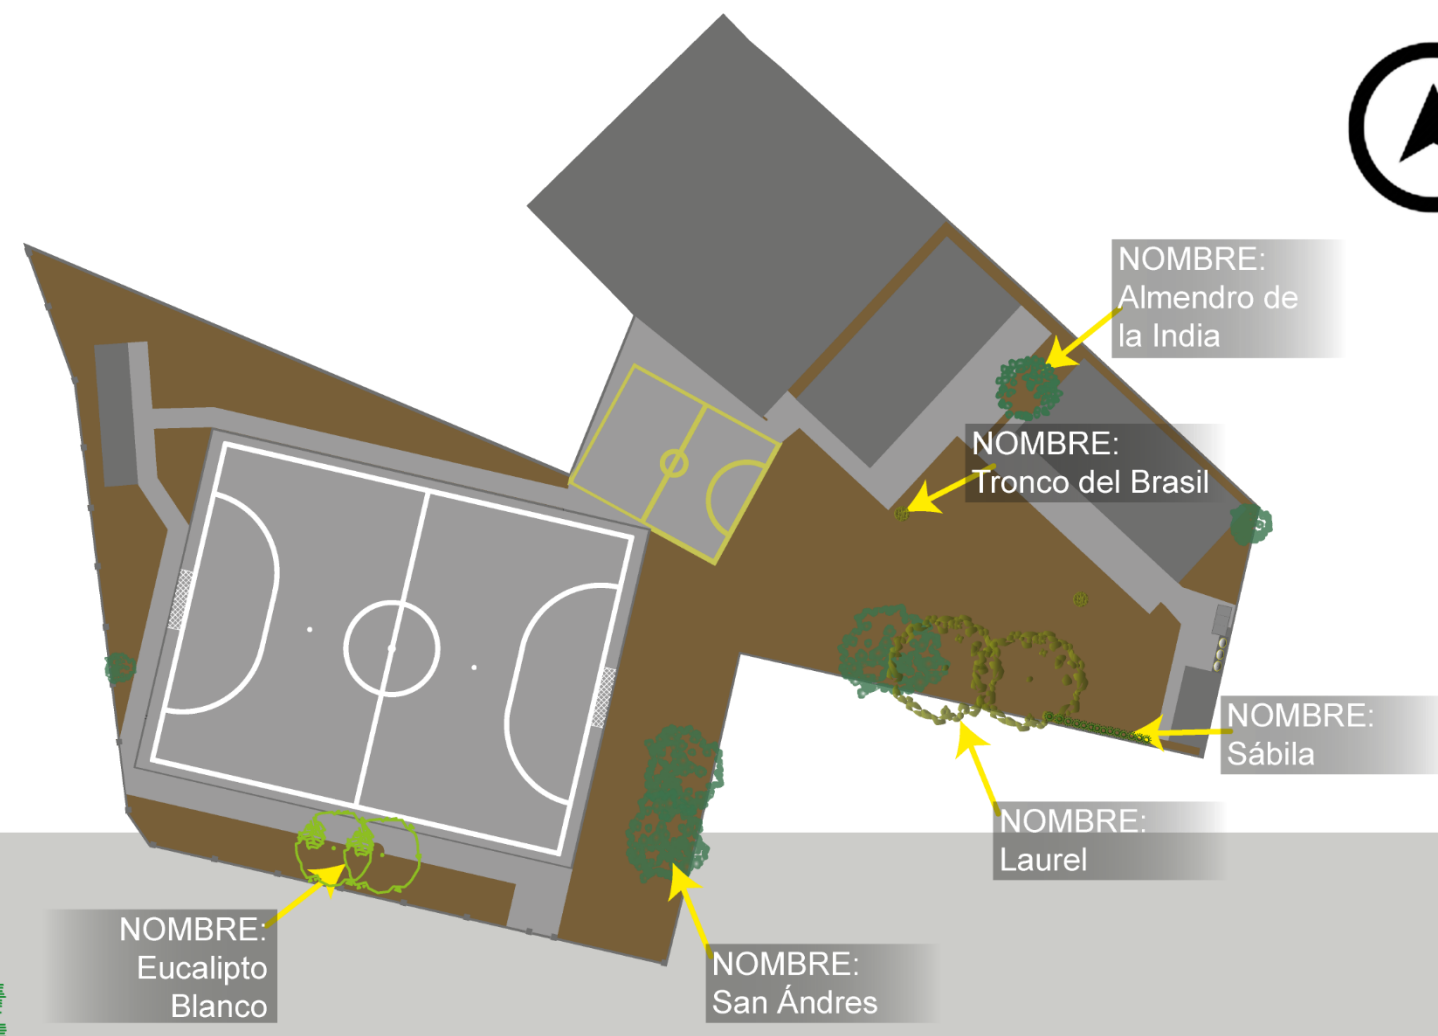 NOMBRE:
Almendro de
la India
NOMBRE:
Tronco del Brasil
NOMBRE:
Sábila
NOMBRE:
Laurel
NOMBRE:
Eucalipto
Blanco
NOMBRE:
San Ándres